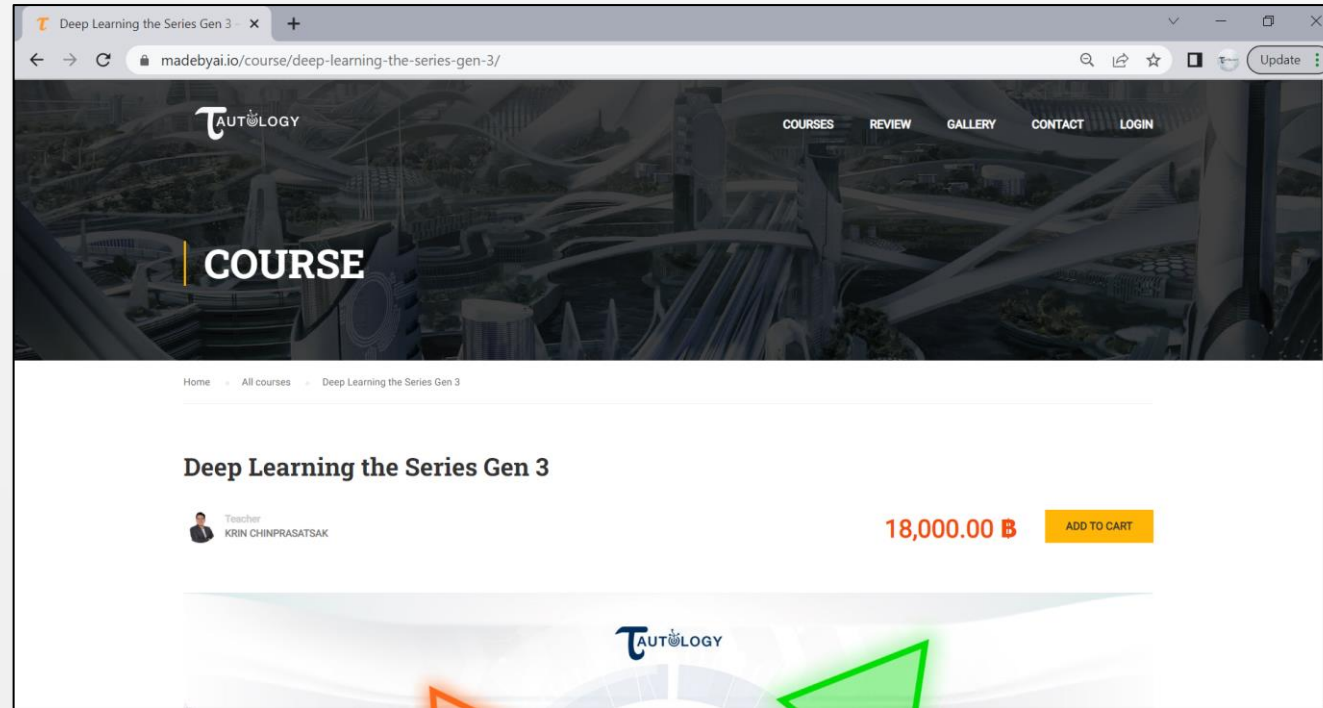 Deep Learning the Series Gen 3 -
madebyai.io/course/deep-learning-the-series-gen-3/
Update
TAUTOLOGY
COURSES REVIEW GALLERY CONTACT LOGIN
COURSE
Home All courses Deep Learning the Series Gen 3
Deep Learning the Series Gen 3
Teacher
KRIN CHINPRASATSAK
18,000.00 ฿
ADD TO CART
TAUTOLOGY